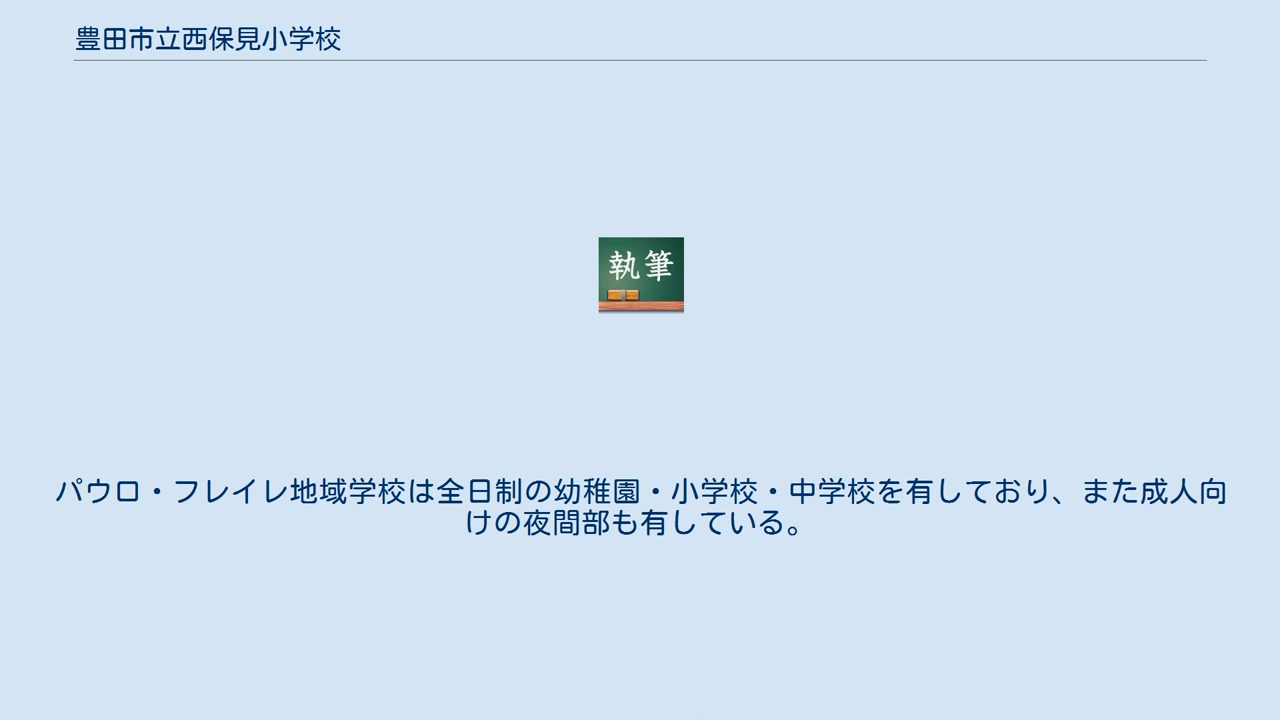 豊田市立西保見小学校
執筆
パウロ・フレイレ地域学校は全日制の幼稚園・小学校・中学校を有しており、また成人向
けの夜間部も有している。